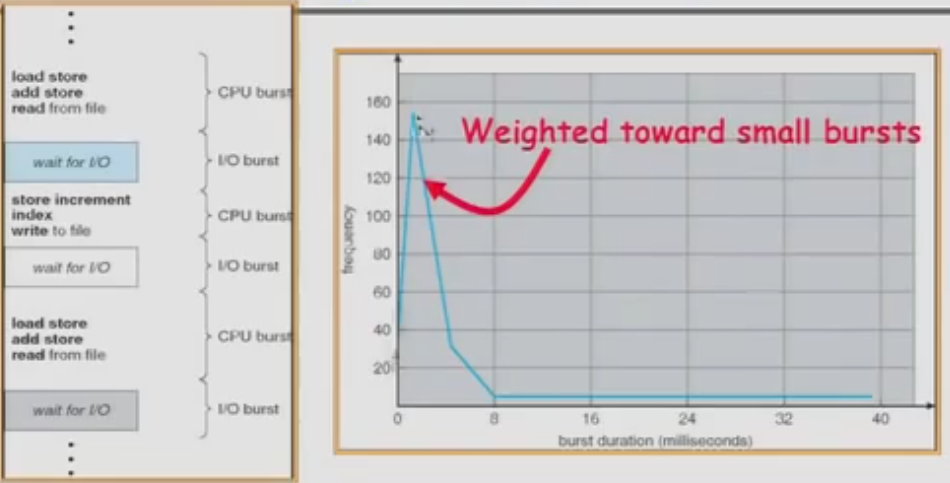 load store
add store
read from file
CPU burst
wait for I/O
I/O burst
store increment
index
write to file
CPU burst
wait for I/O
I/O burst
load store
add store
read from file
CPU burst
wait for I/O
I/O burst
Weighted toward small bursts
frequency
160
140
120
100
80
60
40
20
0 8 16 24 32 40
burst duration (milliseconds)